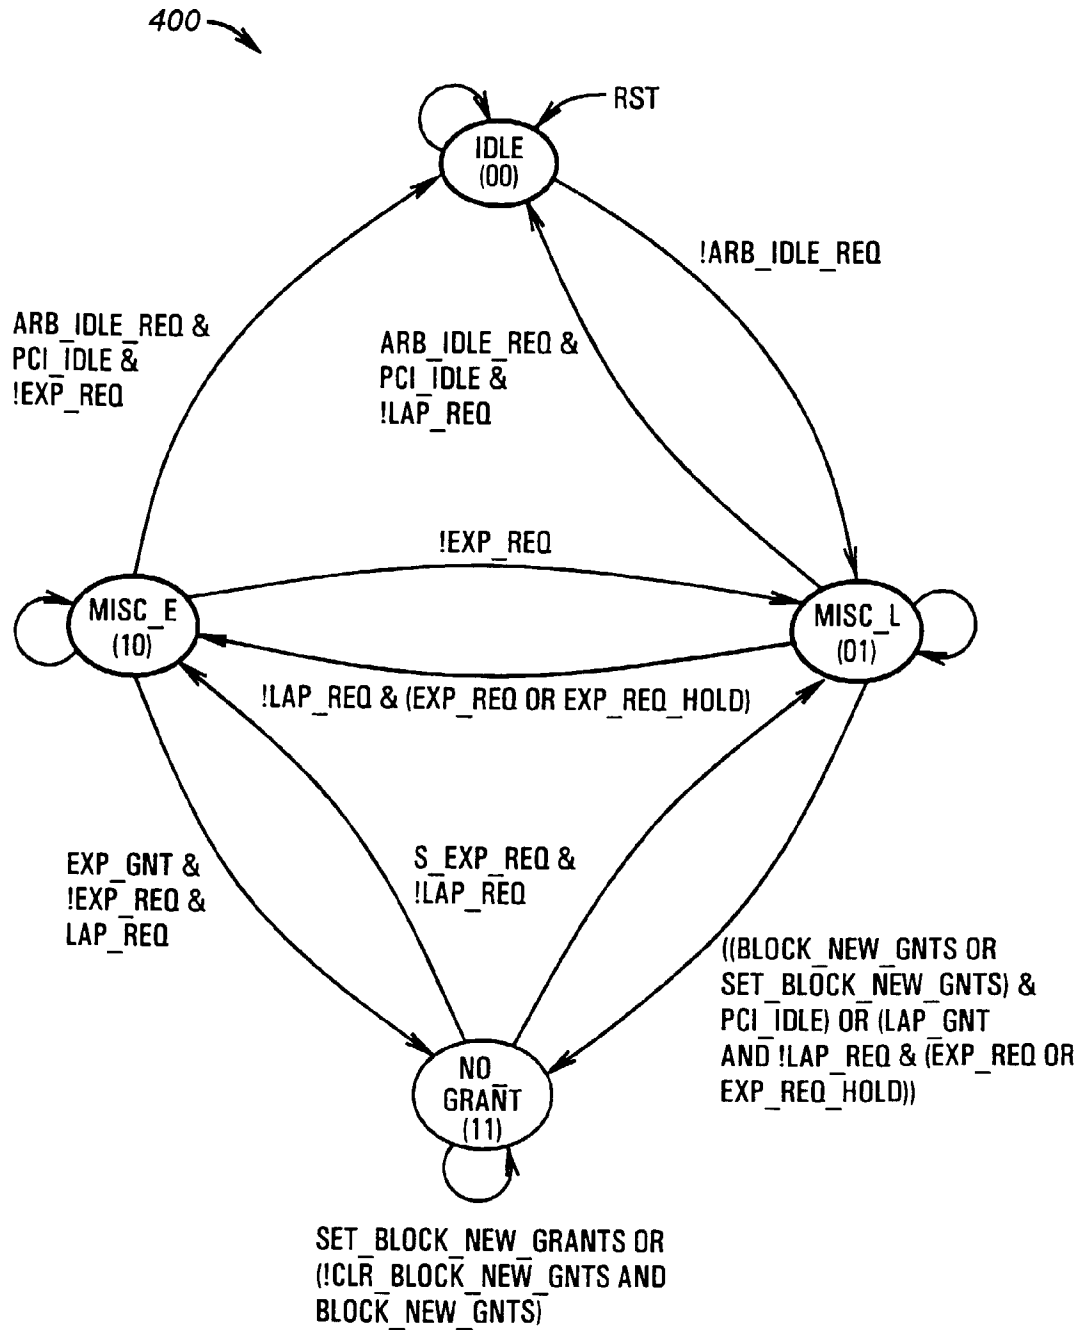 400
RST
IDLE
(00)
!ARB_IDLE_REQ
ARB_IDLE_REQ &
PCI_IDLE &
!EXP_REQ
ARB_IDLE_REQ &
PCI_IDLE &
!LAP_REQ
!EXP_REQ
MISC_E
(10)
MISC_L
(01)
!LAP_REQ & (EXP_REQ OR EXP_REQ_HOLD)
EXP_GNT &
!EXP_REQ &
LAP_REQ
S_EXP_REQ &
!LAP_REQ
((BLOCK_NEW_GNTS OR
SET_BLOCK_NEW_GNTS) &
PCI_IDLE) OR (LAP_GNT
AND !LAP_REQ & (EXP_REQ OR
EXP_REQ_HOLD))
NO_
GRANT
(11)
SET_BLOCK_NEW_GRANTS OR
(!CLR_BLOCK_NEW_GNTS AND
BLOCK_NEW_GNTS)